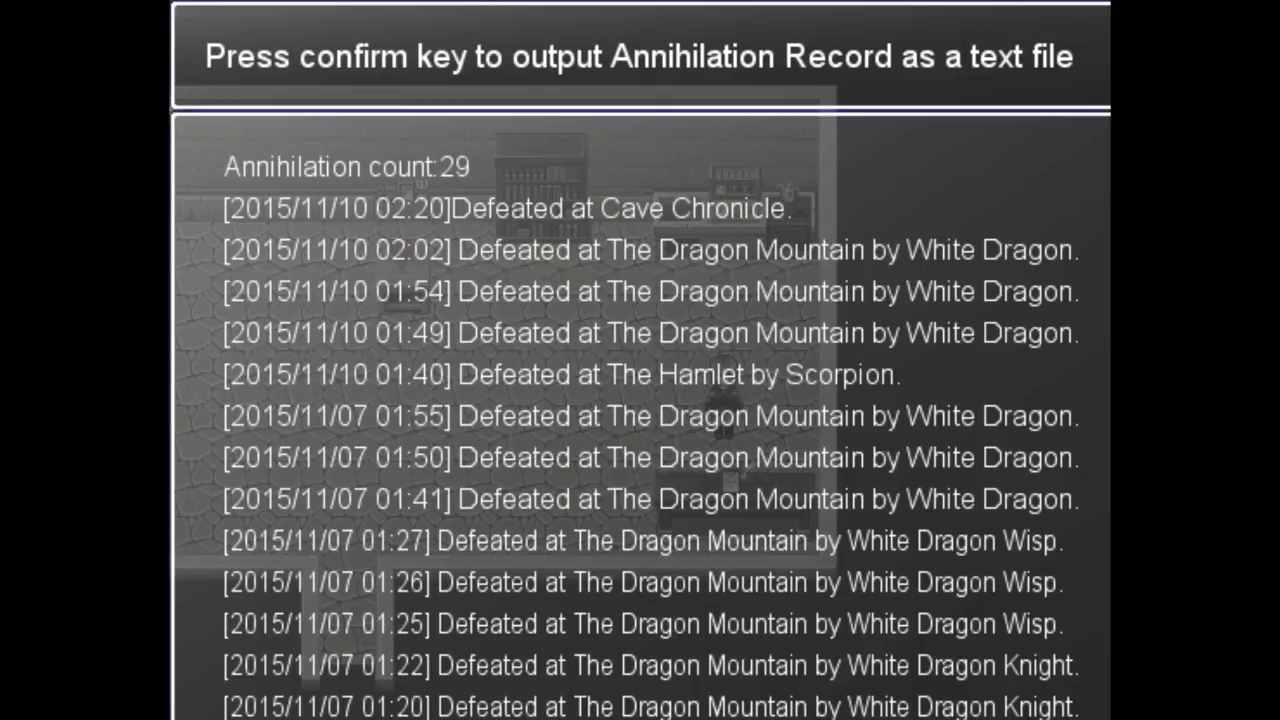 Press confirm key to output Annihilation Record as a text file
Annihilation count:29
[2015/11/10 02:20]Defeated at Cave Chronicle.
[2015/11/10 02:02] Defeated at The Dragon Mountain by White Dragon.
[2015/11/10 01:54] Defeated at The Dragon Mountain by White Dragon.
[2015/11/10 01:49] Defeated at The Dragon Mountain by White Dragon.
[2015/11/10 01:40] Defeated at The Hamlet by Scorpion.
[2015/11/07 01:55] Defeated at The Dragon Mountain by White Dragon.
[2015/11/07 01:50] Defeated at The Dragon Mountain by White Dragon.
[2015/11/07 01:41] Defeated at The Dragon Mountain by White Dragon.
[2015/11/07 01:27] Defeated at The Dragon Mountain by White Dragon Wisp.
[2015/11/07 01:26] Defeated at The Dragon Mountain by White Dragon Wisp.
[2015/11/07 01:25] Defeated at The Dragon Mountain by White Dragon Wisp.
[2015/11/07 01:22] Defeated at The Dragon Mountain by White Dragon Knight.
[2015/11/07 01:20] Defeated at The Dragon Mountain by White Dragon Knight.